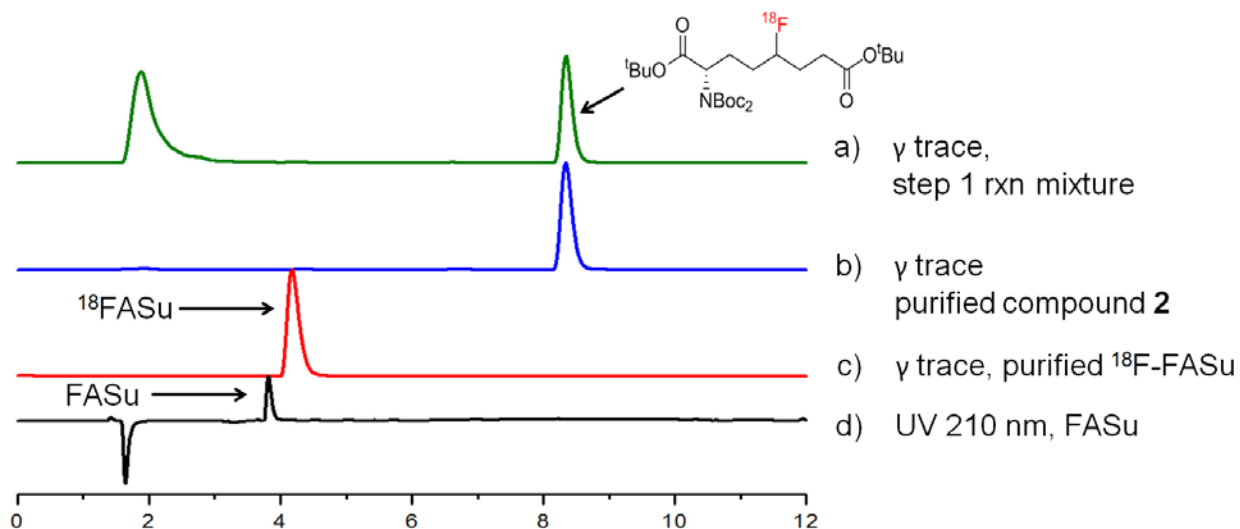 ¹⁸F
O
ᵗBuO
OᵗBu
NBoc₂
O
a) γ trace,
step 1 rxn mixture
b) γ trace
purified compound 2
¹⁸FASu
c) γ trace, purified ¹⁸F-FASu
FASu
d) UV 210 nm, FASu
0 2 4 6 8 10 12